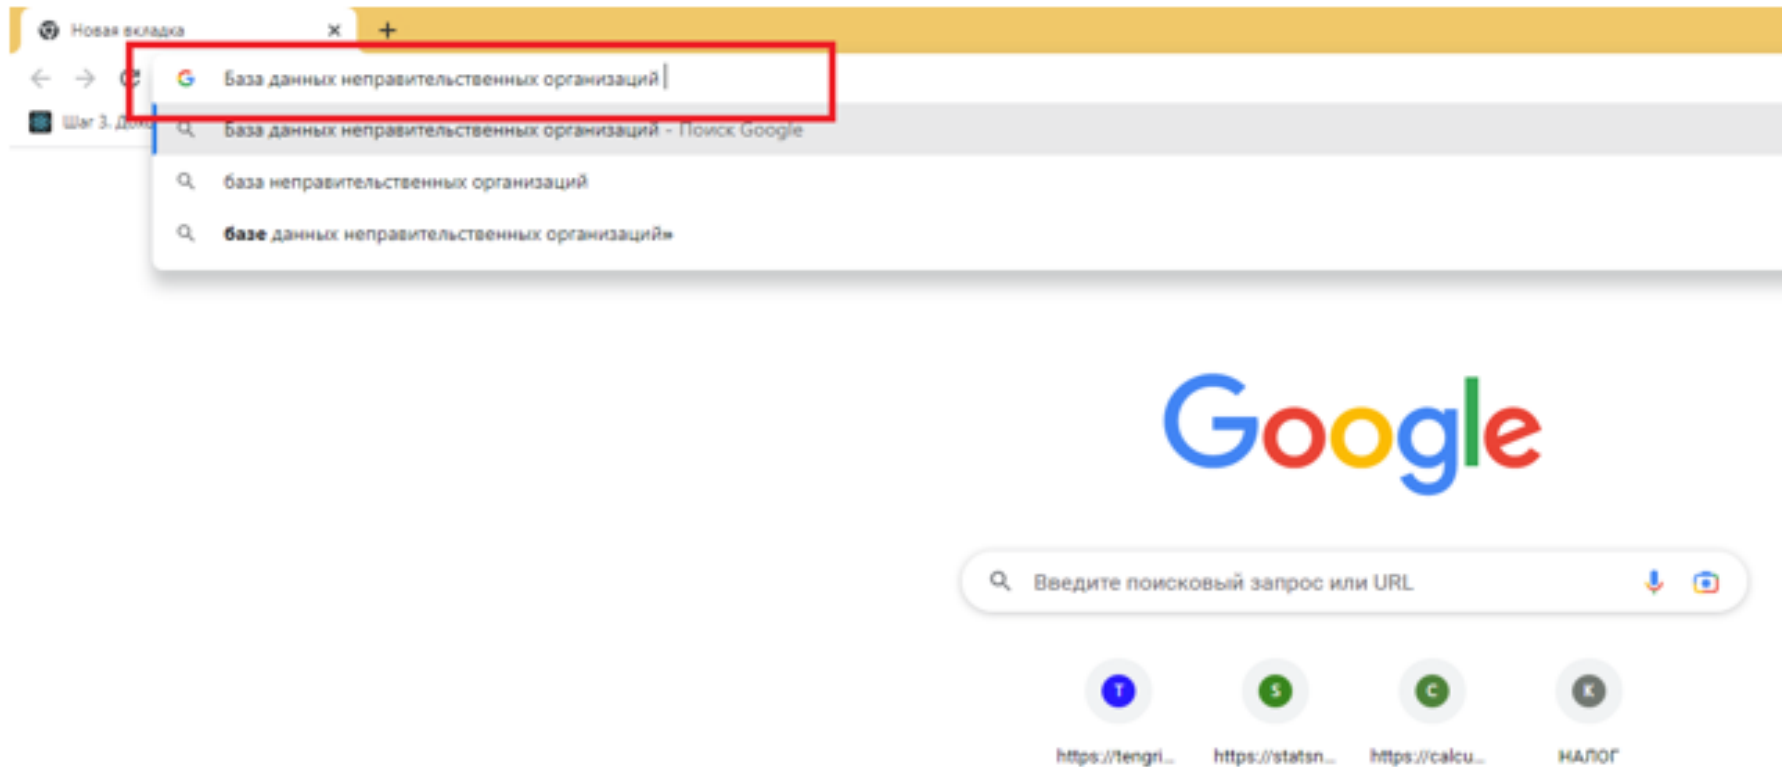 Новая вкладка
База данных неправительственных организаций
Шаг 3.
База данных неправительственных организаций - Поиск Google
база неправительственных организаций
базе данных неправительственных организаций»
Google
Введите поисковый запрос или URL
T S C K
https://tengri... https://statsn... https://calcu... НАЛОГ